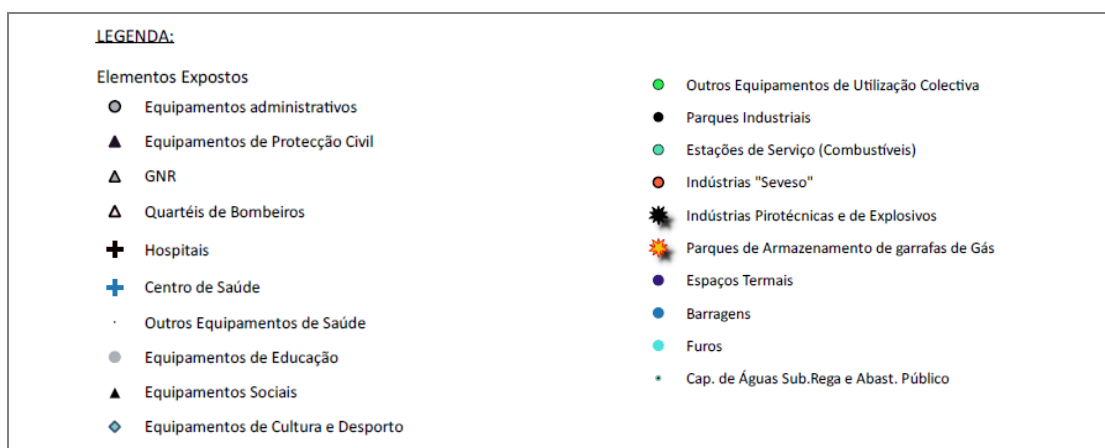 LEGENDA:
Elementos Expostos
Equipamentos administrativos
Equipamentos de Protecção Civil
GNR
Quartéis de Bombeiros
Hospitais
Centro de Saúde
Outros Equipamentos de Saúde
Equipamentos de Educação
Equipamentos Sociais
Equipamentos de Cultura e Desporto
Outros Equipamentos de Utilização Colectiva
Parques Industriais
Estações de Serviço (Combustíveis)
Indústrias "Seveso"
Indústrias Pirotécnicas e de Explosivos
Parques de Armazenamento de garrafas de Gás
Espaços Termais
Barragens
Furos
Cap. de Águas Sub.Rega e Abast. Público